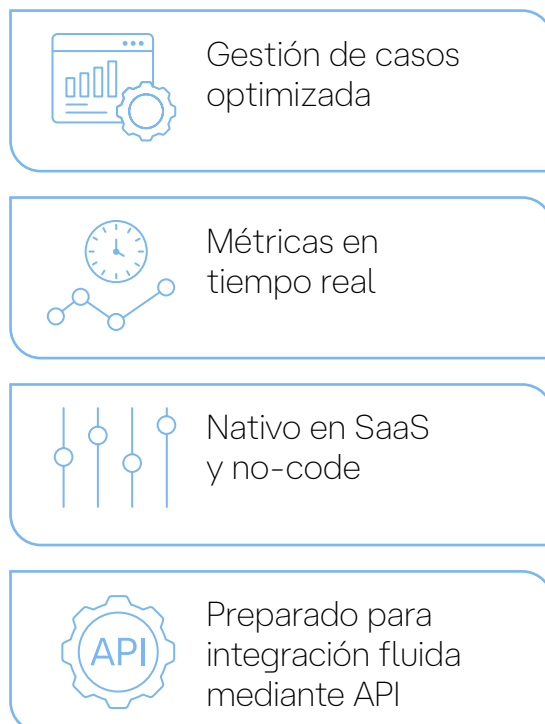 Gestión de casos
optimizada
Métricas en
tiempo real
Nativo en SaaS
y no-code
API
Preparado para
integración fluida
mediante API